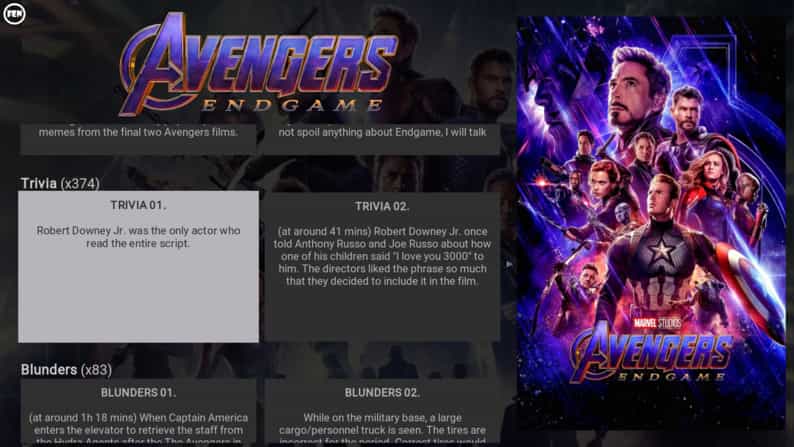 FEN
AVENGERS
ENDGAME
memes from the final two Avengers films.
not spoil anything about Endgame, I will talk
Trivia (x374)
TRIVIA 01.
Robert Downey Jr. was the only actor who
read the entire script.
TRIVIA 02.
(at around 41 mins) Robert Downey Jr. once
told Anthony Russo and Joe Russo about how
one of his children said "I love you 3000" to
him. The directors liked the phrase so much
that they decided to include it in the film.
Blunders (x83)
BLUNDERS 01.
(at around 1h 18 mins) When Captain America
enters the elevator to retrieve the staff from
the Hydra Agents after the The Avengers in
BLUNDERS 02.
While on the military base, a large
cargo/personnel truck is seen. The tires are
incorrect for the period. Correct tires would
MARVEL STUDIOS
AVENGERS
ENDGAME